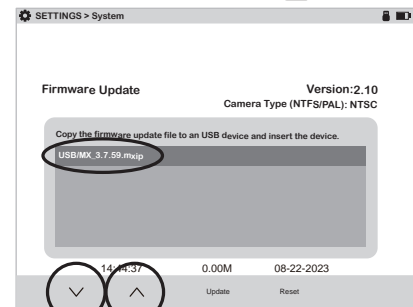 SETTINGS > System
Firmware Update Version:2.10
Camera Type (NTFS/PAL): NTSC
Copy the firmware update file to an USB device and insert the device.
USB/MX_3.7.59.mxip
14:44:37 0.00M 08-22-2023
Update Reset